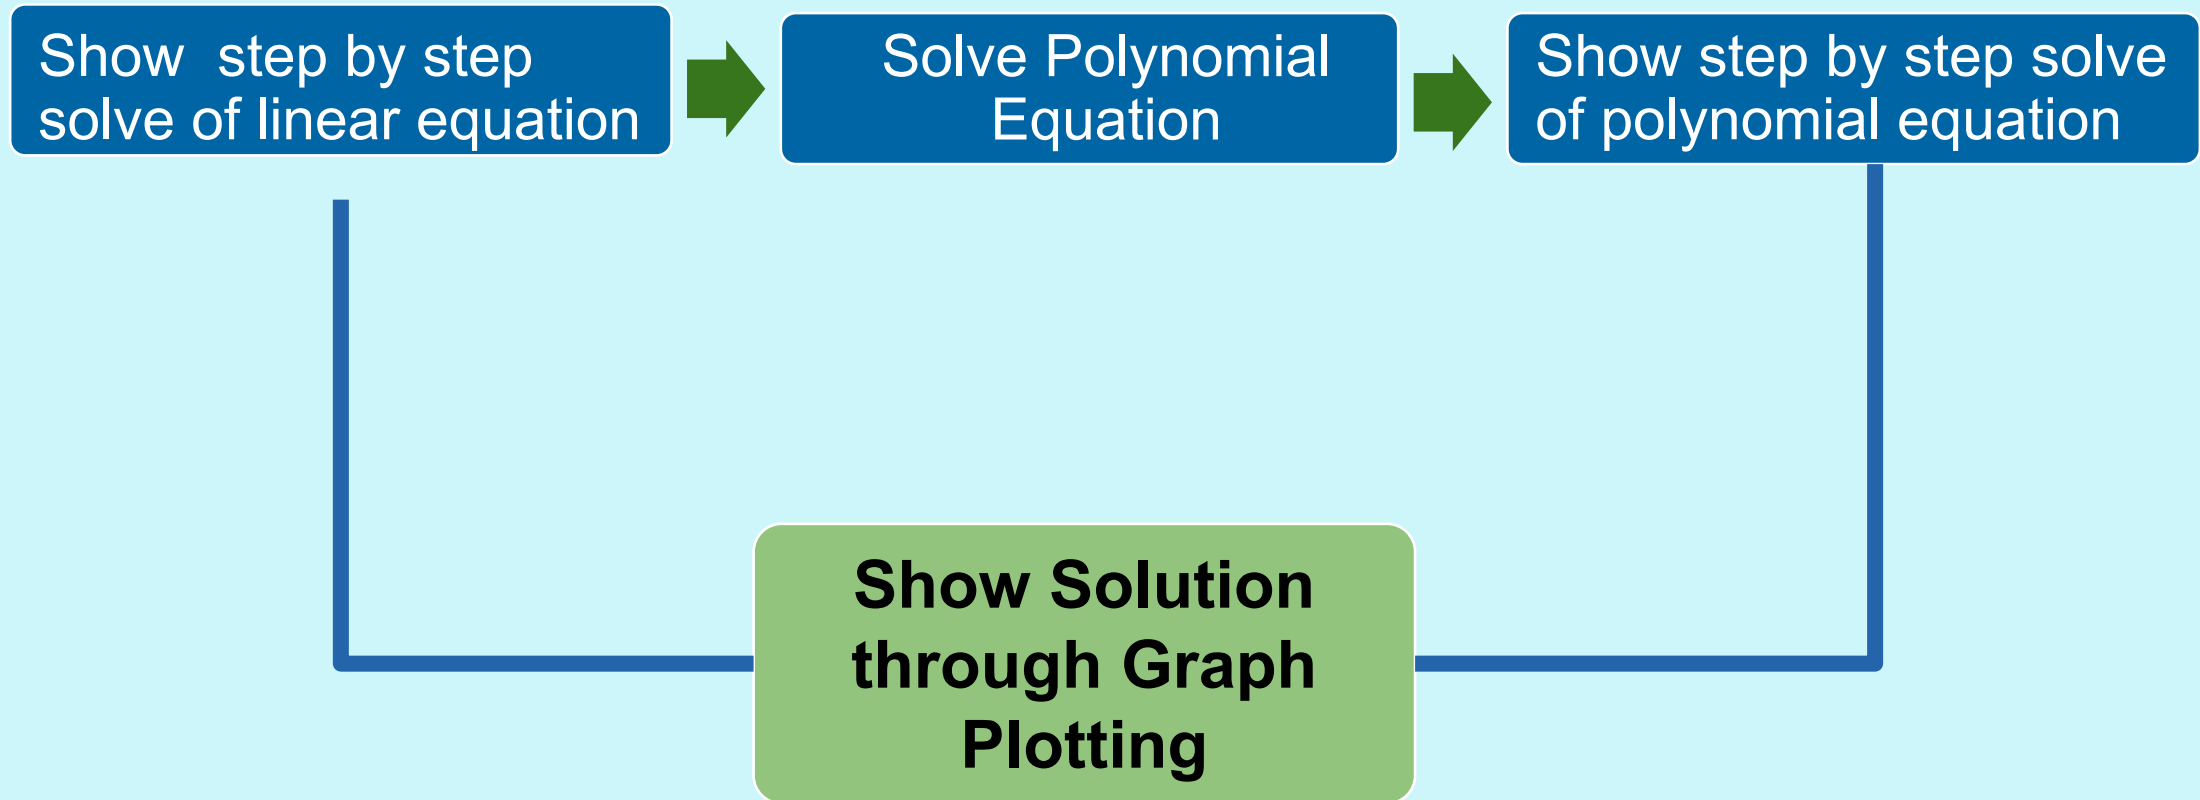 Show  step by step
solve of linear equation
Solve Polynomial
Equation
Show step by step solve
of polynomial equation
Show Solution
through Graph
Plotting